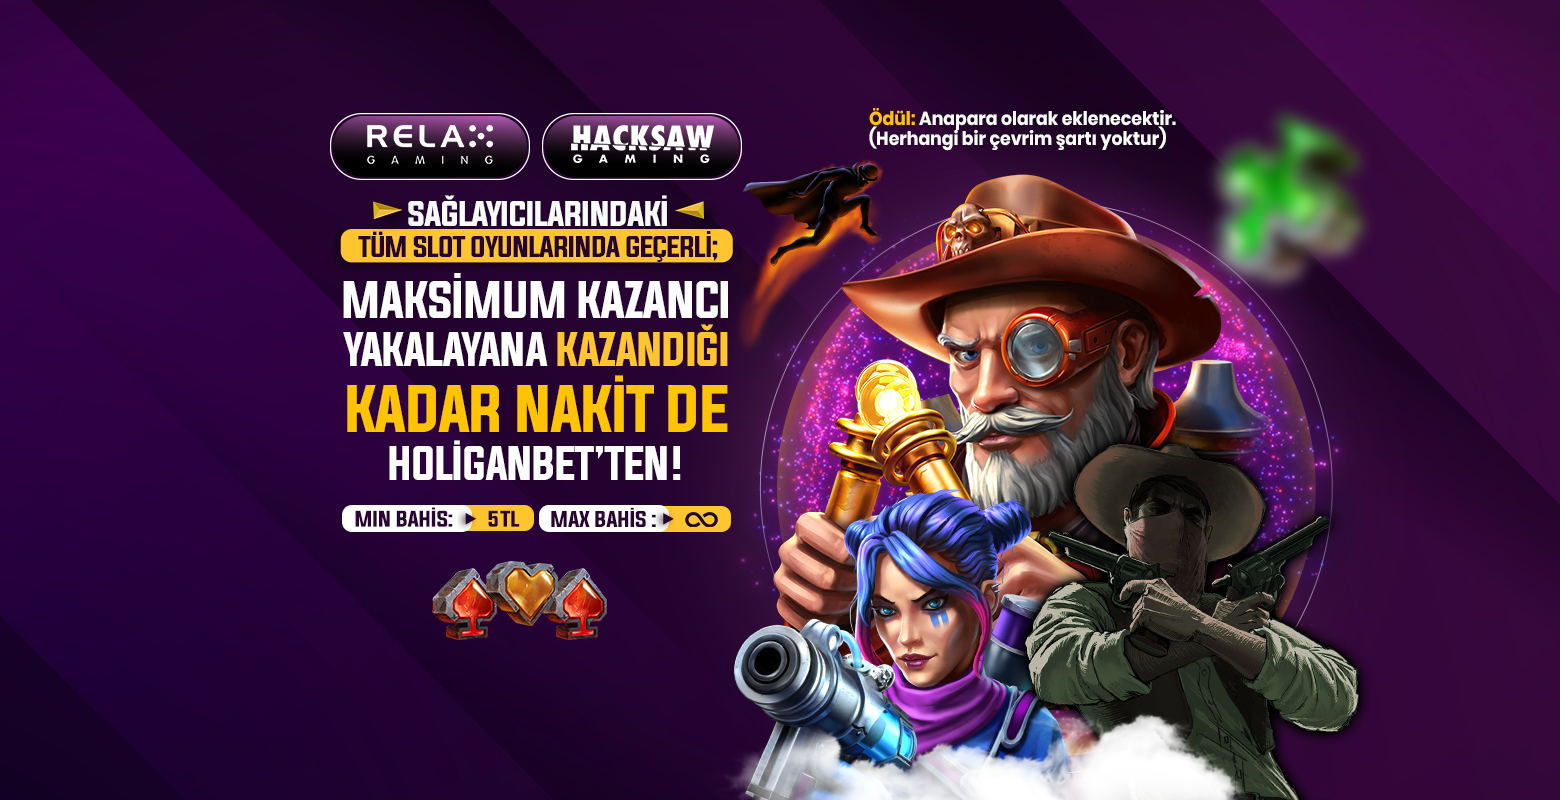 RELAX
GAMING
HACKSAW
GAMING
SAĞLAYICILARINDAKİ
TÜM SLOT OYUNLARINDA GEÇERLİ;
MAKSİMUM KAZANCI
YAKALAYANA KAZANDIĞI
KADAR NAKİT DE
HOLİGANBET'TEN!
MIN BAHİS: 5TL
MAX BAHİS : ∞
Ödül: Anapara olarak eklenecektir.
(Herhangi bir çevrim şartı yoktur)